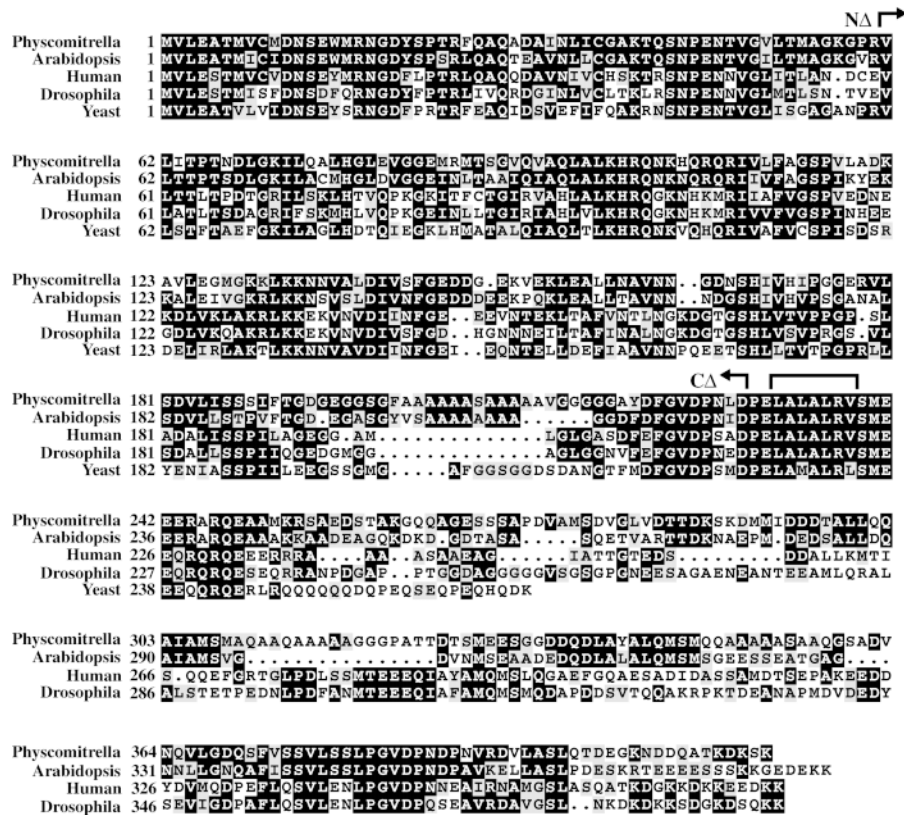 NΔ
Physcomitrella 1 MVLEATMVCMDNSEWMRNGDYSPTRFQAQADAINLICGAKTQSNPENTVGVLTMAGKGPRV
Arabidopsis 1 MVLEATMICIDNSEWMRNGDYSPSRLQAQTEAVNLLCGAKTQSNPENTVGILTMAGKGVRV
Human 1 MVLESTMVCVDNSEYMRNGDFLPTRLQAQQDAVNIVCHSKTRSNPENNVGLITLAN.DCEV
Drosophila 1 MVLESTMISFDNSDFQRNGDYFPTRLIVQRDGINLVCLTKLRSNPENNVGLMTLSN.TVEV
Yeast 1 MVLEATVLVIDNSEYSRNGDFPRTRFEAQIDSVEFIFQAKRNSNPENTVGLISGAGANPRV
Physcomitrella 62 LITPTNDLGKILQALHGLEVGGEMRMTSGVQVAQLALKHRQNKHQRQRIVLFAGSPVLADK
Arabidopsis 62 LTTPTSDLGKILACMHGLDVGGEINLTAAIQIAQLALKHRQNKNQRQRIIVFAGSPIKYEK
Human 61 LTTLTPDTGRILSKLHTVQPKGKITFCTGIRVAHLALKHRQGKNHKMRIIAFVGSPVEDNE
Drosophila 61 LATLTSDAGRIFSKMHLVQPKGEINLLTGIRIAHLVLKHRQGKNHKMRIVVFVGSPINHEE
Yeast 62 LSTFTAEFGKILAGLHDTQIEGKLHMATALQIAQLTLKHRQNKVQHQRIVAFVCSPISDSR
Physcomitrella 123 AVLEGMGKKLKKNNVALDIVSFGEDDG.EKVEKLEALLNAVNN..GDNSHIVHIPGGERVL
Arabidopsis 123 KALEIVGKRLKKNSVSLDIVNFGEDDDEEKPQKLEALLTAVNN..NDGSHIVHVPSGANAL
Human 122 KDLVKLAKRLKKEKVNVDIINFGE..EEVNTEKLTAFVNTLNGKDGTGSHLVTVPPGP.SL
Drosophila 122 GDLVKQAKRLKKEKVNVDIVSFGD..HGNNNEILTAFINALNGKDGTGSHLVSVPRGS.VL
Yeast 123 DELIRLAKTLKKNNVAVDIINFGEI..EQNTELLDEFIAAVNNPQEETSHLLTVTPGPRLL
CΔ
Physcomitrella 181 SDVLISSSIFTGDGEGGSGFAAAAAASAAAAAVGGGGGAYDFGVDPNLDPELALALRVSME
Arabidopsis 182 SDVLLSTPVFTGD.EGASGYVSAAAAAAAA......GGDFDFGVDPNIDPELALALRVSME
Human 181 ADALISSPILAGEGG.AM...............LGLGASDFEFGVDPSADPELALALRVSME
Drosophila 181 SDALLSSPIIQGEDGMGG...............AGLGGNVFEFGVDPNEDPELALALRVSME
Yeast 182 YENIASSPIILEEGSSGMG.....AFGGSGGDSDANGTFMDFGVDPSMDPELAMALRLSME
Physcomitrella 242 EERARQEAAMKRSAEDSTAKGQQAGESSSAPDVAMSDVGLVDTTDKSKDMMIDDDTALLQQ
Arabidopsis 236 EERARQEAAAKKAADEAGQKDKD.GDTASA.....SQETVARTTDKNAEPM.DEDSALLDQ
Human 226 EQRQRQEEERRRA....AA..ASAAEAG......IATTGTEDS........DDALLKMTI
Drosophila 227 EQRQRQESEQRRANPDGAP..PTGGDAGGGGGVSGSGPGNEESAGAENEANTEEAMLQRAL
Yeast 238 EEQQRQERLRQQQQQQDQPEQSEQPEQHQDK
Physcomitrella 303 AIAMSMAQAAQAAAAAGGGPATTDTSMEESGGDDQDLAYALQMSMQQAAAAASAAQGSADV
Arabidopsis 290 AIAMSVG...............DVNMSEAADEDQDLALALQMSMSGEESSEATGAG....
Human 266 S.QQEFGRTGLPDLSSMTEEEQIAYAMQMSLQGAEFGQAESADIDASSAMDTSEPAKEEDD
Drosophila 286 ALSTETPEDNLPDFANMTEEEQIAFAMQMSMQDAPDDSVTQQAKRPKTDEANAPMDVDEDY
Physcomitrella 364 NQVLGDQSFVSSVLSSLPGVDPNDPNVRDVLASLQTDEGKNDDQATKDKSK
Arabidopsis 331 NNLLGNQAFISSVLSSLPGVDPNDPAVKELLASLPDESKRTEEEESSSKKGEDEKK
Human 326 YDVMQDPEFLQSVLENLPGVDPNNEAIRNAMGSLASQATKDGKKDKKEEDKK
Drosophila 346 SEVIGDPAFLQSVLENLPGVDPQSEAVRDAVGSL..NKDKDKKSDGKDSQKK